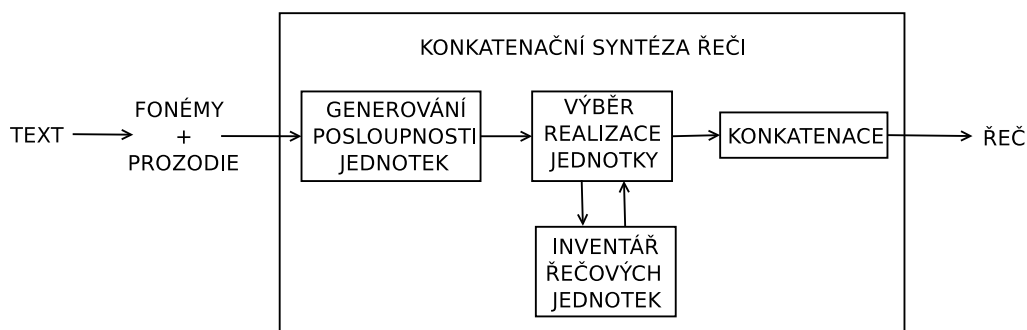 KONKATENAČNÍ SYNTÉZA ŘEČI
TEXT
FONÉMY
+
PROZODIE
GENEROVÁNÍ
POSLOUPNOSTI
JEDNOTEK
VÝBĚR
REALIZACE
JEDNOTKY
KONKATENACE
ŘEČ
INVENTÁŘ
ŘEČOVÝCH
JEDNOTEK